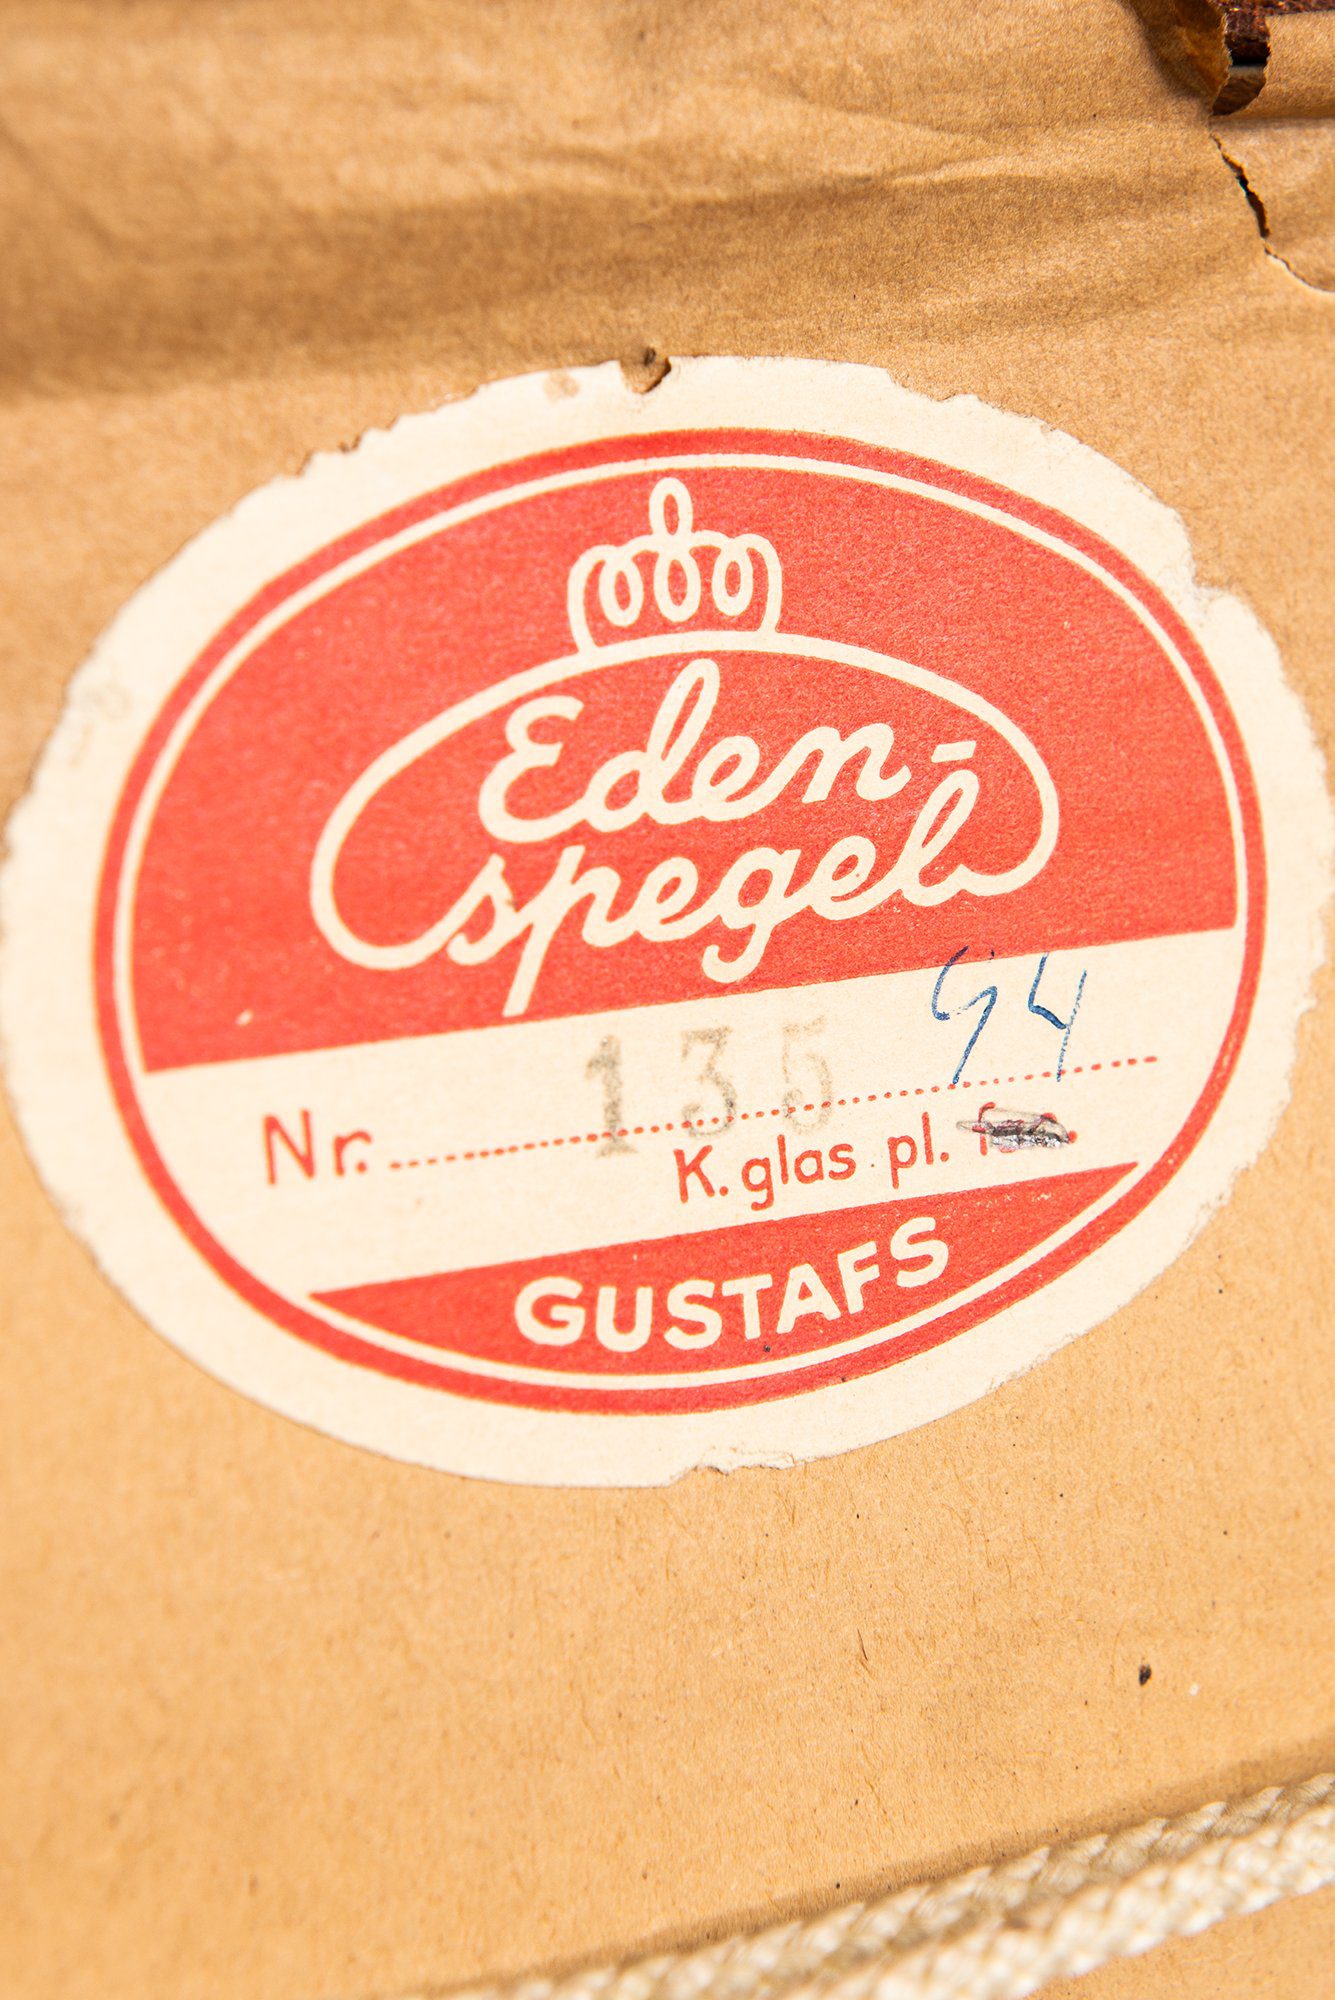 Eden-
spegel
Nr. 135 94
K. glas pl.
GUSTAFS